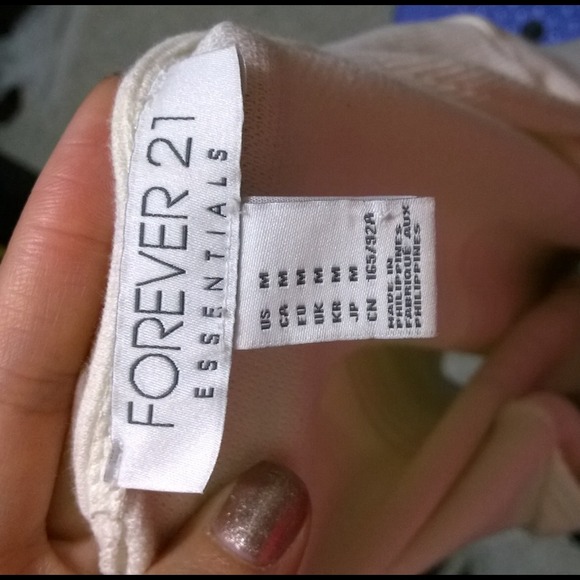 FOREVER 21
ESSENTIALS
US M
CA M
EU M
UK M
KR M
JP M
CN 165/92A
MADE IN
PHILIPPINES
FABRIQUE AUX
PHILIPPINES